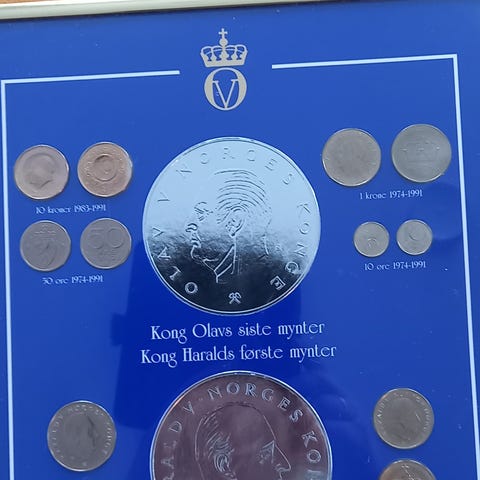 OLAV V NORGES KONGE
10 kroner 1983-1991
1 krone 1974-1991
50
50 øre 1974-1991
10 øre 1974-1991
Kong Olavs siste mynter
Kong Haralds første mynter
HARALD V · NORGES KO